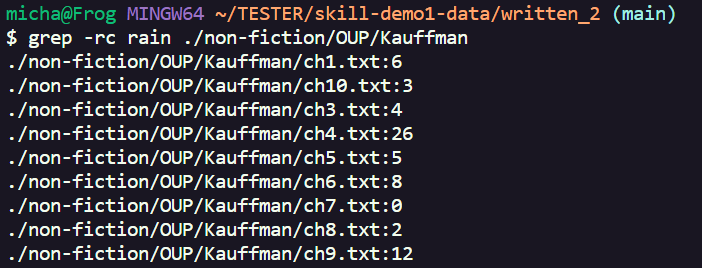 micha@Frog MINGW64 ~/TESTER/skill-demo1-data/written_2 (main)
$ grep -rc rain ./non-fiction/OUP/Kauffman
./non-fiction/OUP/Kauffman/ch1.txt:6
./non-fiction/OUP/Kauffman/ch10.txt:3
./non-fiction/OUP/Kauffman/ch3.txt:4
./non-fiction/OUP/Kauffman/ch4.txt:26
./non-fiction/OUP/Kauffman/ch5.txt:5
./non-fiction/OUP/Kauffman/ch6.txt:8
./non-fiction/OUP/Kauffman/ch7.txt:0
./non-fiction/OUP/Kauffman/ch8.txt:2
./non-fiction/OUP/Kauffman/ch9.txt:12